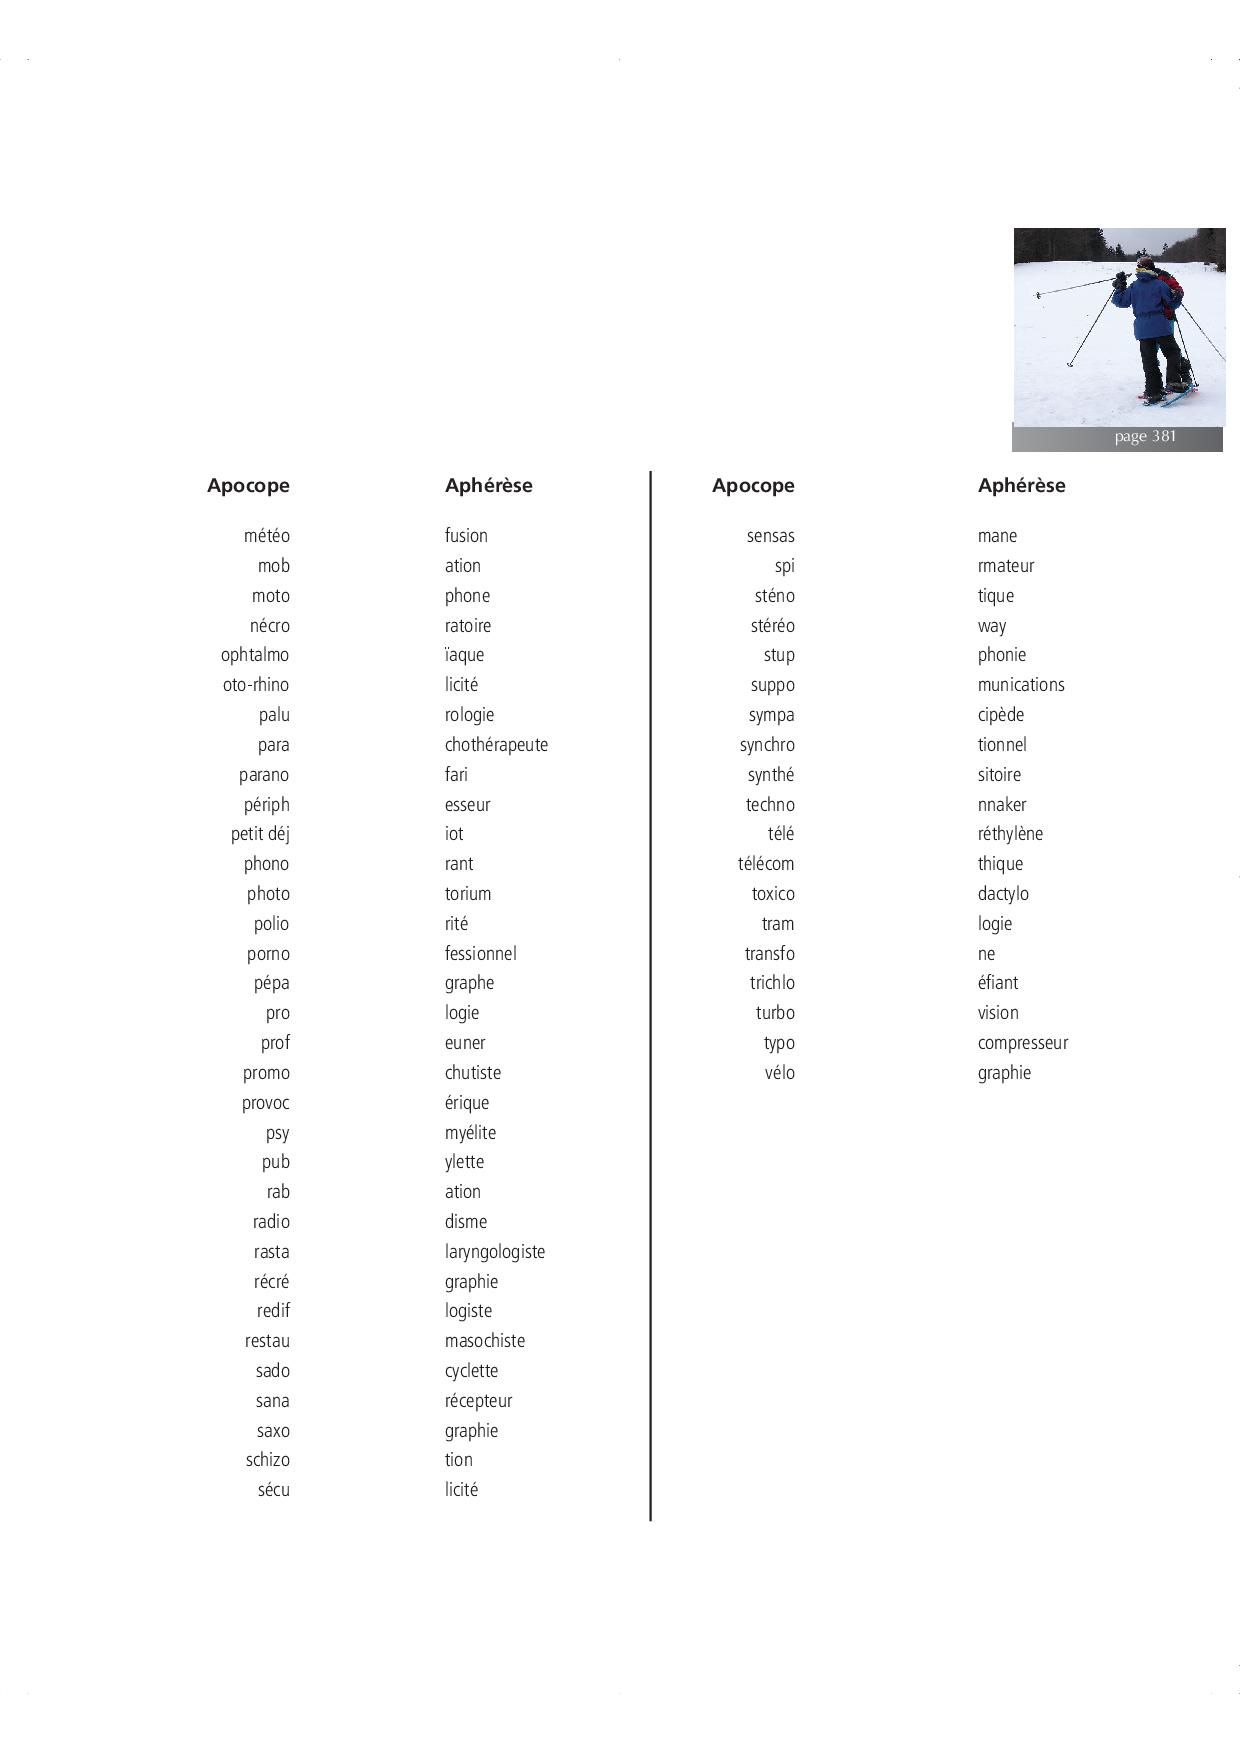 page 381
Apocope Aphérèse
météo fusion
mob ation
moto phone
nécro ratoire
ophtalmo ïaque
oto-rhino licité
palu rologie
para chothérapeute
parano fari
périph esseur
petit déj iot
phono rant
photo torium
polio rité
porno fessionnel
pépa graphe
pro logie
prof euner
promo chutiste
provoc érique
psy myélite
pub ylette
rab ation
radio disme
rasta laryngologiste
récré graphie
redif logiste
restau masochiste
sado cyclette
sana récepteur
saxo graphie
schizo tion
sécu licité
Apocope Aphérèse
sensas mane
spi rmateur
sténo tique
stéréo way
stup phonie
suppo munications
sympa cipède
synchro tionnel
synthé sitoire
techno nnaker
télé réthylène
télécom thique
toxico dactylo
tram logie
transfo ne
trichlo éfiant
turbo vision
typo compresseur
vélo graphie